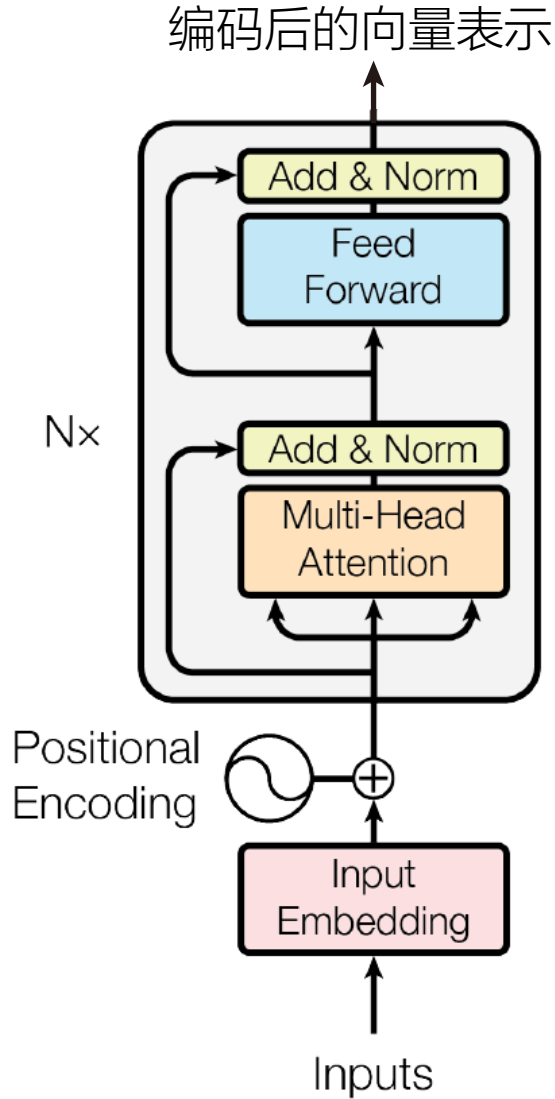 编码后的向量表示
Add & Norm
Feed
Forward
N×
Add & Norm
Multi-Head
Attention
Positional
Encoding
Input
Embedding
Inputs